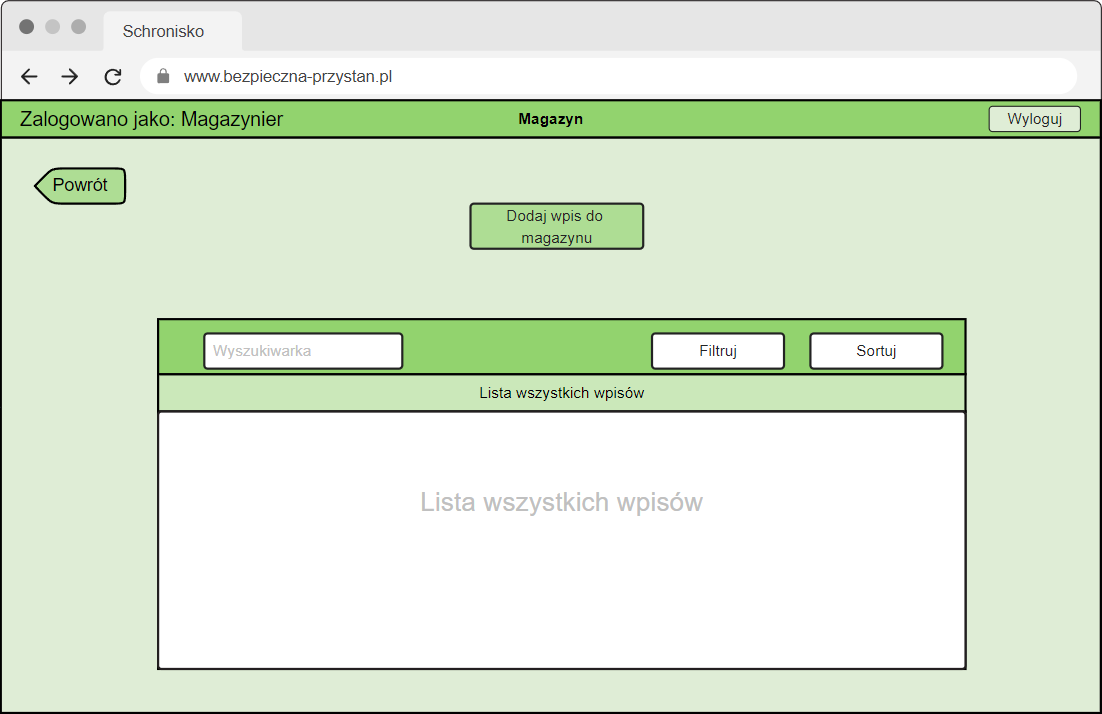 Schronisko
www.bezpieczna-przystan.pl
Zalogowano jako: Magazynier
Magazyn
Wyloguj
Powrót
Dodaj wpis do
magazynu
Wyszukiwarka
Filtruj
Sortuj
Lista wszystkich wpisów
Lista wszystkich wpisów